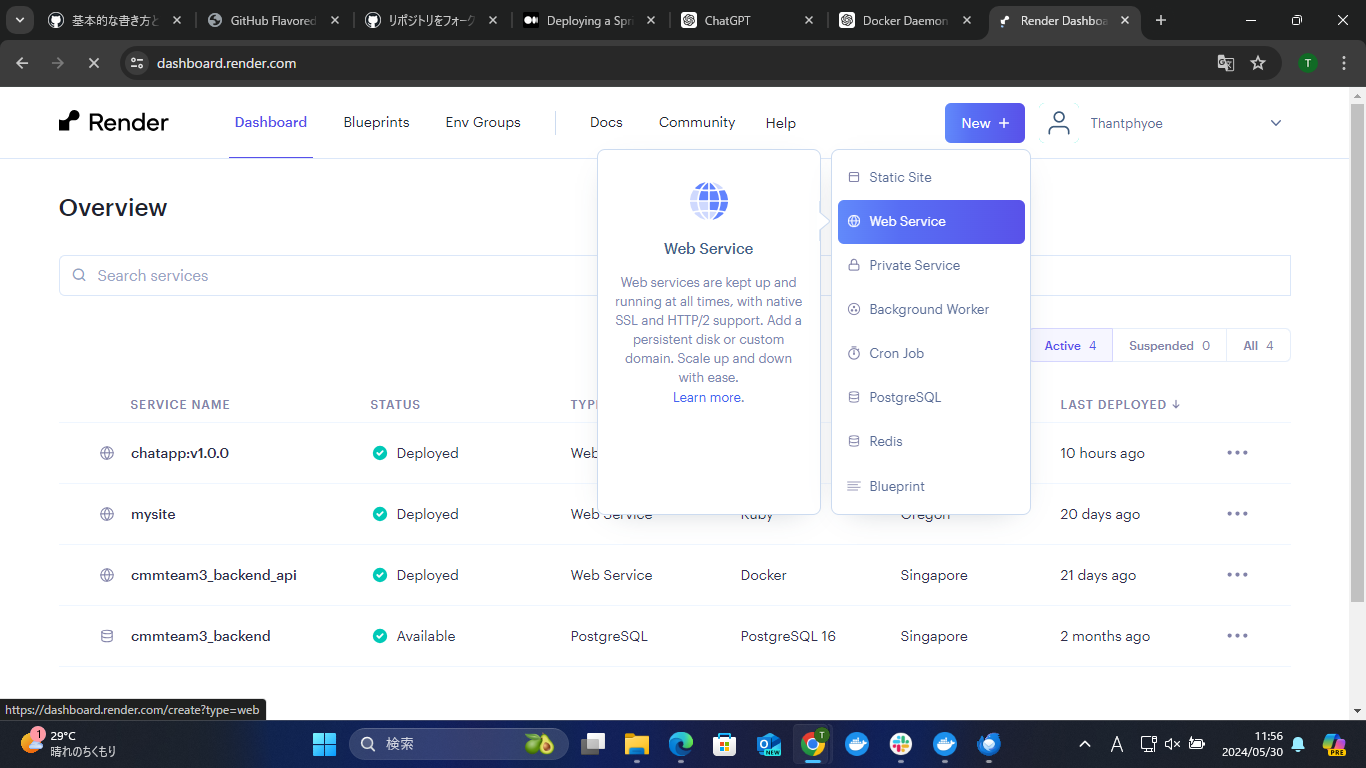 基本的な書き方と
GitHub Flavored
リポジトリをフォーク
Deploying a Spri
ChatGPT
Docker Daemon
Render Dashboa
dashboard.render.com
T
Render
Dashboard
Blueprints
Env Groups
Docs
Community
Help
New +
Thantphyoe
Overview
Search services
Web Service
Web services are kept up and
running at all times, with native
SSL and HTTP/2 support. Add a
persistent disk or custom
domain. Scale up and down
with ease.
Learn more.
Static Site
Web Service
Private Service
Background Worker
Cron Job
PostgreSQL
Redis
Blueprint
Active 4
Suspended 0
All 4
SERVICE NAME
STATUS
TYP
LAST DEPLOYED
chatapp:v1.0.0
Deployed
Web
10 hours ago
mysite
Deployed
Web Service
Ruby
Oregon
20 days ago
cmmteam3_backend_api
Deployed
Web Service
Docker
Singapore
21 days ago
cmmteam3_backend
Available
PostgreSQL
PostgreSQL 16
Singapore
2 months ago
https://dashboard.render.com/create?type=web
1
29°C
晴れのちくもり
検索
NEW
T
A
11:56
2024/05/30
PRE